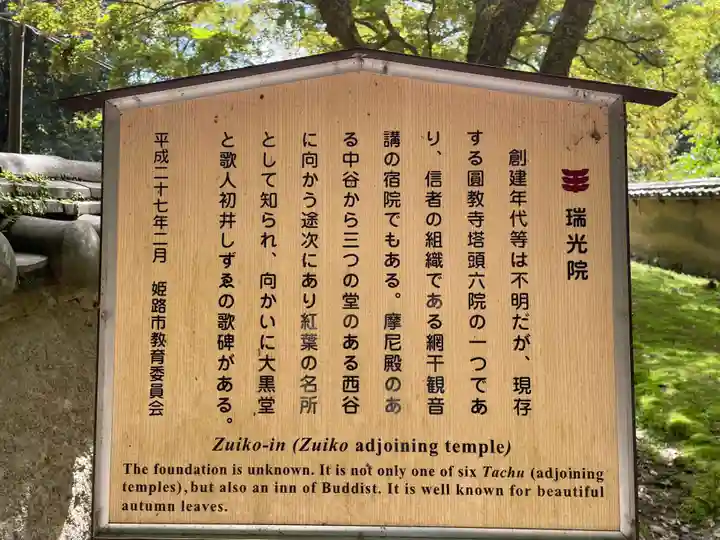 瑞光院
創建年代等は不明だが、現存
する圓教寺塔頭六院の一つであ
り、信者の組織である網干観音
講の宿院でもある。摩尼殿のあ
る中谷から三つの堂のある西谷
に向かう途次にあり紅葉の名所
として知られ、向かいに大黒堂
と歌人初井しずゑの歌碑がある。
平成二十七年二月 姫路市教育委員会
Zuiko-in (Zuiko adjoining temple)
The foundation is unknown. It is not only one of six Tachu (adjoining
temples), but also an inn of Buddist. It is well known for beautiful
autumn leaves.